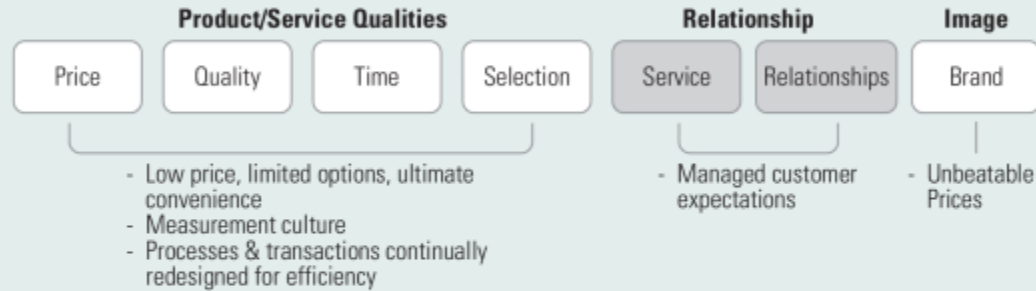 Product/Service Qualities
Relationship
Image
Price
Quality
Time
Selection
Service
Relationships
Brand
- Low price, limited options, ultimate
convenience
- Measurement culture
- Processes & transactions continually
redesigned for efficiency
- Managed customer
expectations
- Unbeatable
Prices